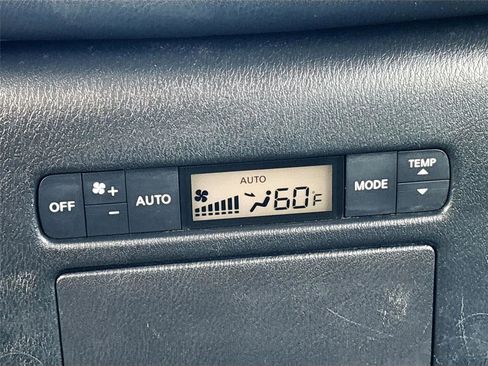 OFF
+
-
AUTO
AUTO
60°F
MODE
TEMP